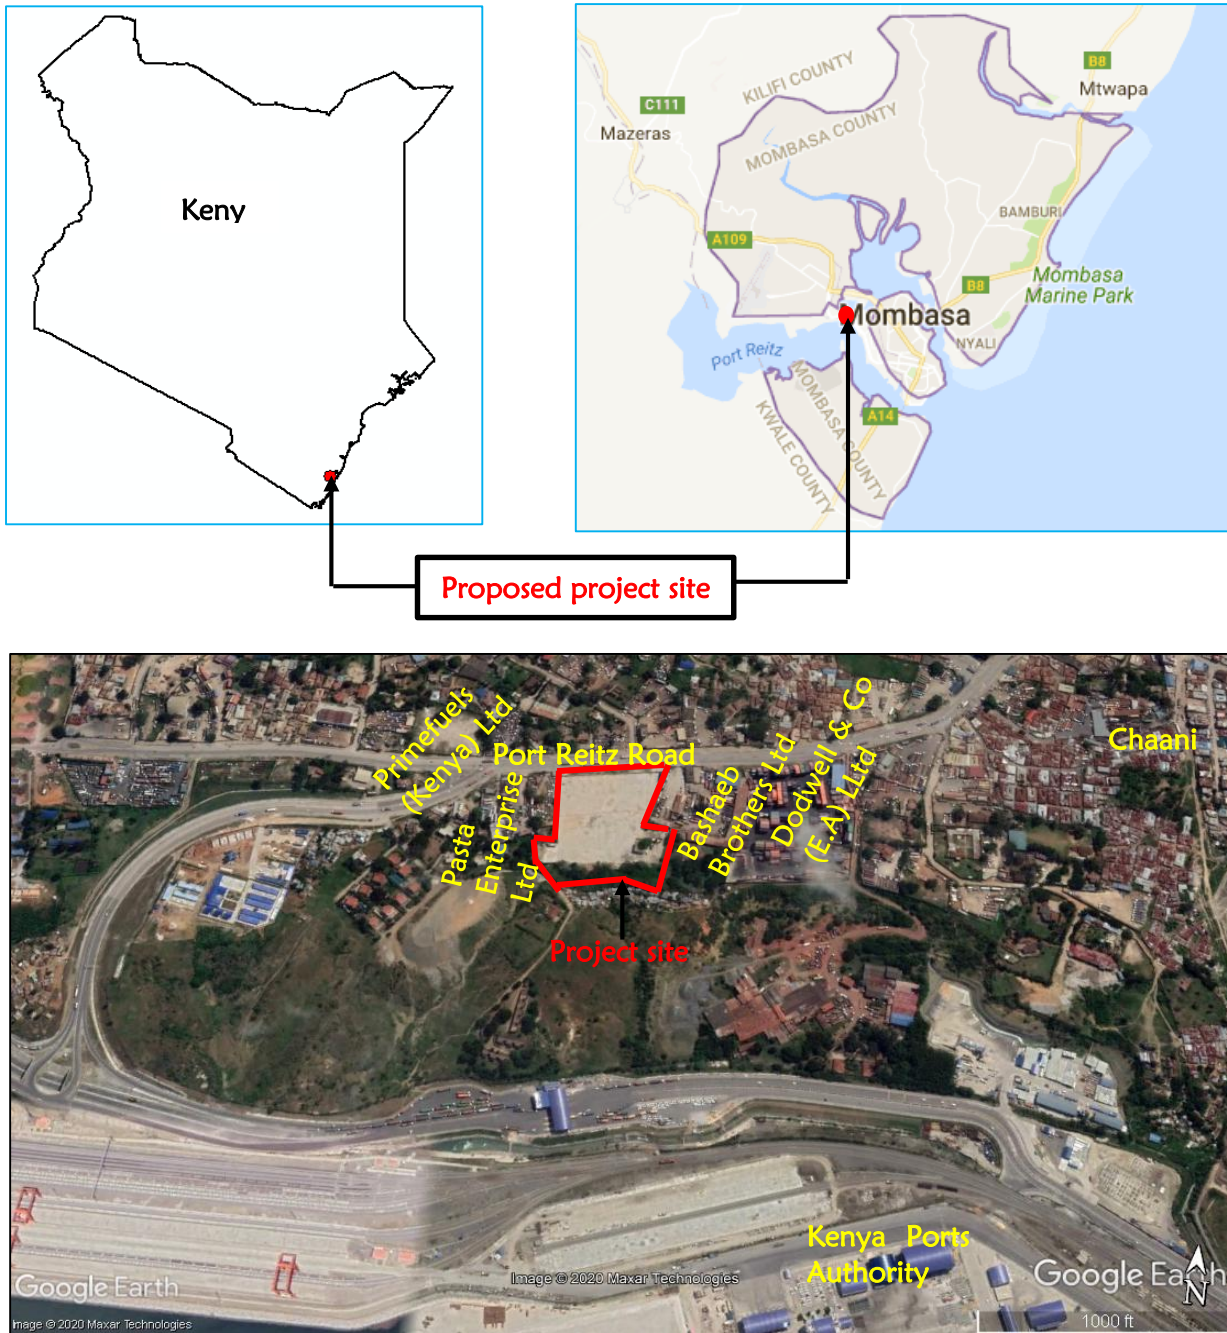 Keny
KILIFI COUNTY
MOMBASA COUNTY
B8
Mtwapa
C111
Mazeras
BAMBURI
A109
Mombasa
Marine Park
B8
Mombasa
NYALI
Port Reitz
MOMBASA COUNTY
KWALE COUNTY
A14
Proposed project site
Primefuels
(Kenya) Ltd
Port Reitz Road
Chaani
Pasta
Enterprise
Ltd
Bashaeb
Brothers Ltd
Dodwell & Co
(E.A) LLtd
Project site
Kenya Ports
Authority
Google Earth
Image © 2020 Maxar Technologies
Google Earth
N
Image © 2020 Maxar Technologies
1000 ft